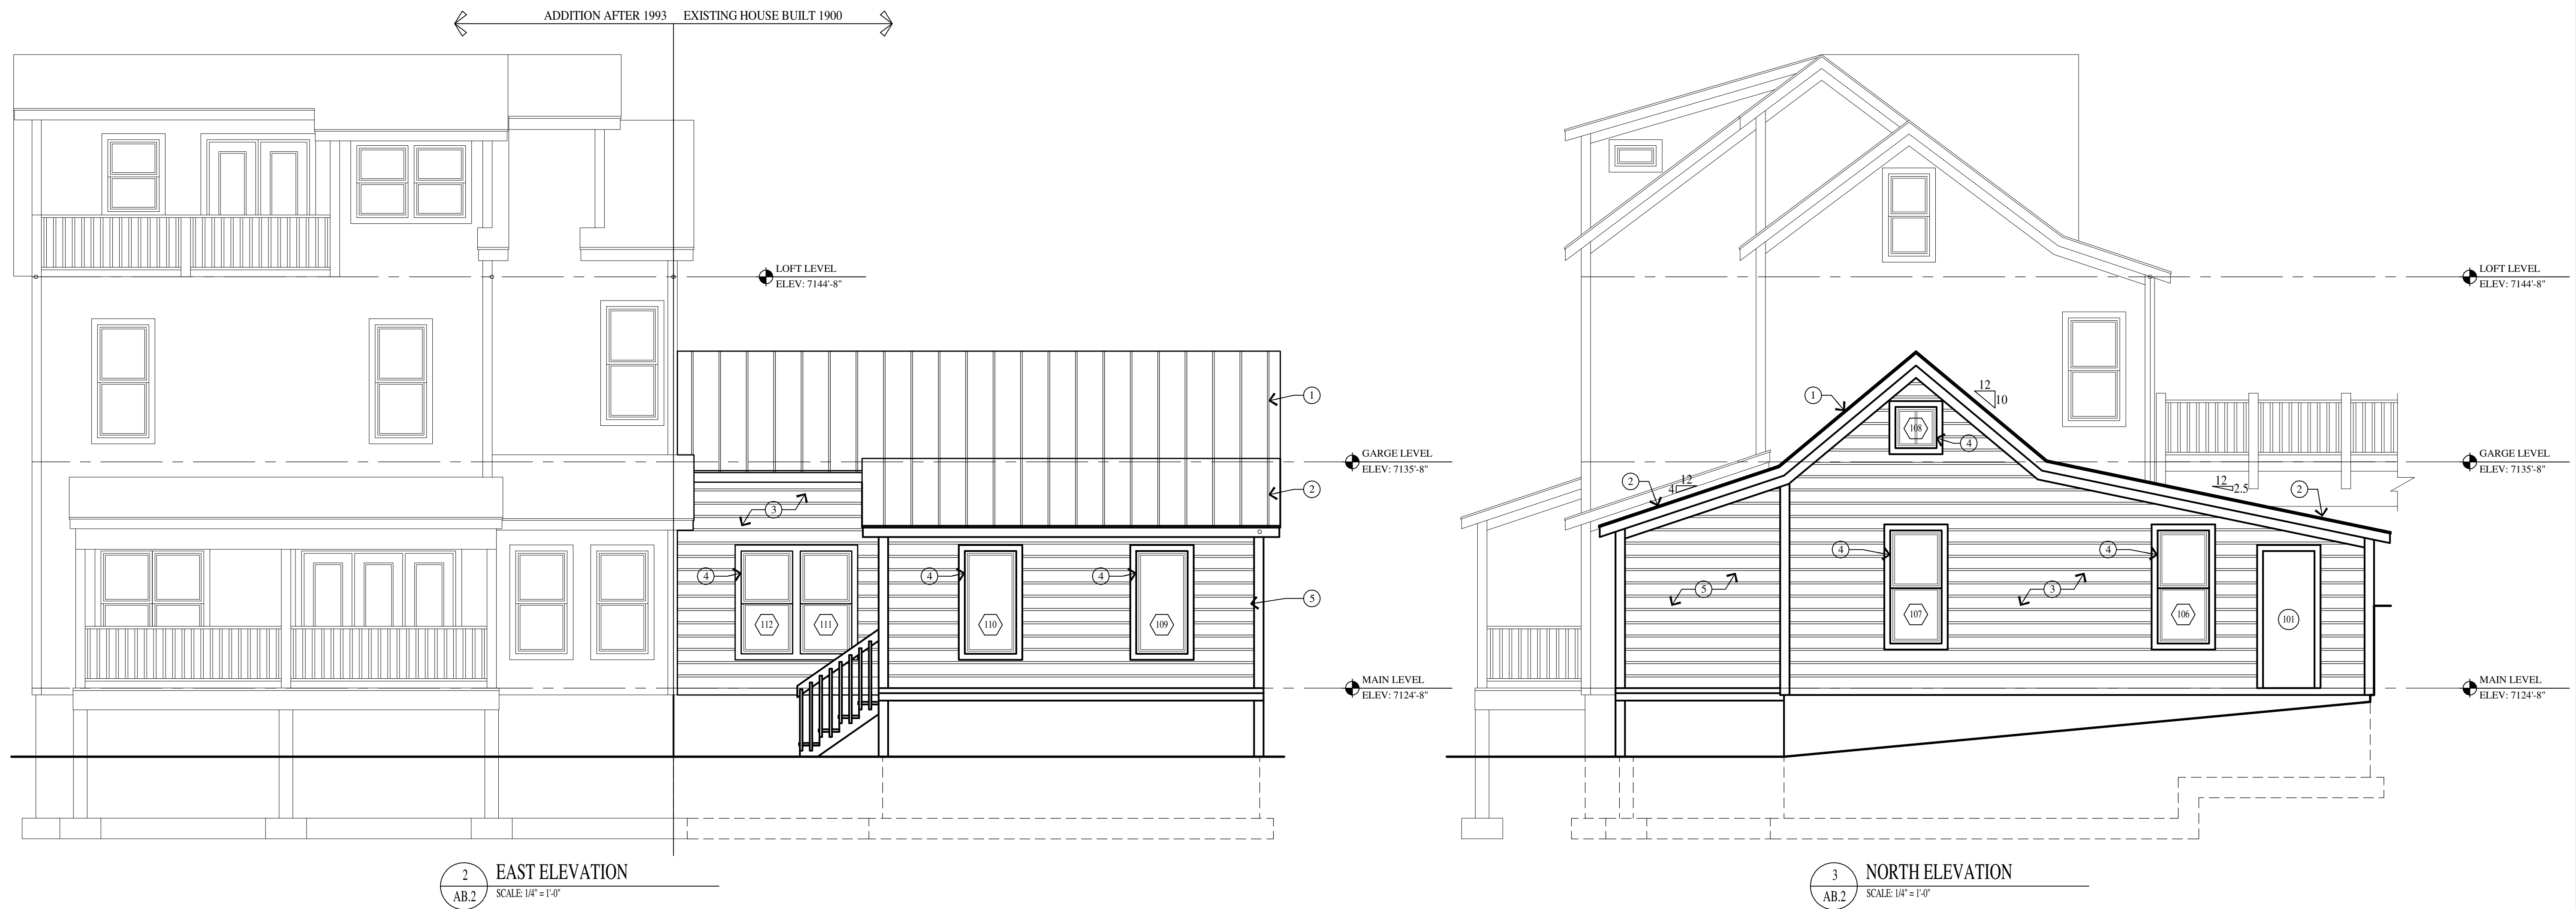 ADDITION AFTER 1993 EXISTING HOUSE BUILT 1900
LOFT LEVEL
ELEV: 7144'-8"
1
GARGE LEVEL
ELEV: 7135'-8"
2
3
4
4
4
112
111
110
109
5
MAIN LEVEL
ELEV: 7124'-8"
2
AB.2
EAST ELEVATION
SCALE: 1/4" = 1'-0"
LOFT LEVEL
ELEV: 7144'-8"
1
12
10
108
4
GARGE LEVEL
ELEV: 7135'-8"
2
12
4
12
2.5
2
4
4
5
3
107
106
101
MAIN LEVEL
ELEV: 7124'-8"
3
AB.2
NORTH ELEVATION
SCALE: 1/4" = 1'-0"